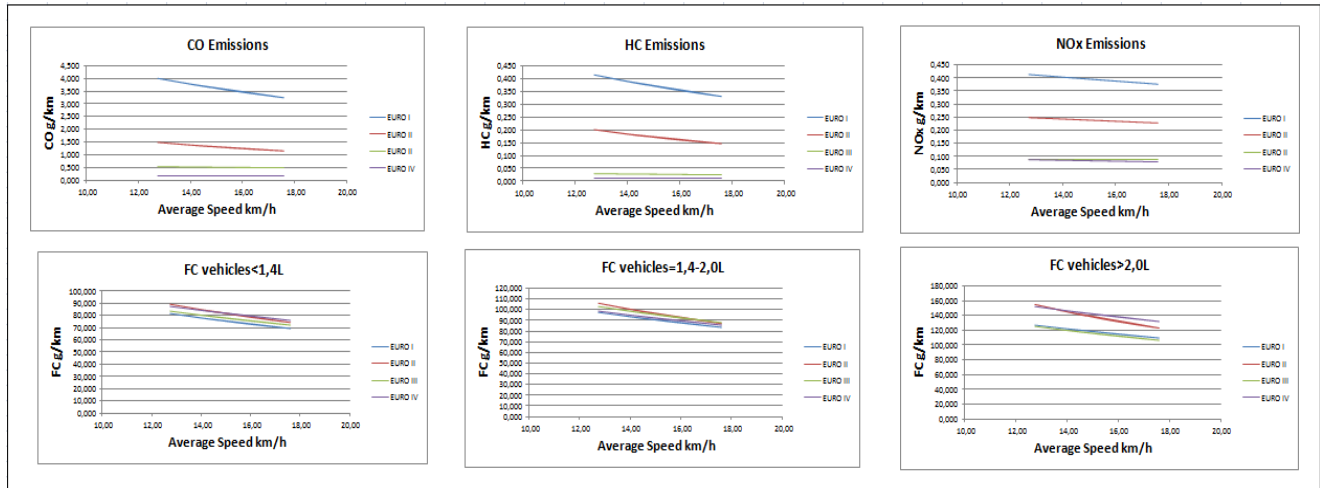 CO Emissions
4,500
4,000
3,500
3,000
2,500
2,000
1,500
1,000
0,500
0,000
CO g/km
10,00 12,00 14,00 16,00 18,00 20,00
Average Speed km/h
EURO I
EURO II
EURO II
EURO IV
HC Emissions
0,450
0,400
0,350
0,300
0,250
0,200
0,150
0,100
0,050
0,000
HC g/km
10,00 12,00 14,00 16,00 18,00 20,00
Average Speed km/h
EURO I
EURO II
EURO III
EURO IV
NOx Emissions
0,450
0,400
0,350
0,300
0,250
0,200
0,150
0,100
0,050
0,000
NOx g/km
10,00 12,00 14,00 16,00 18,00 20,00
Average Speed km/h
EURO I
EURO II
EURO II
EURO IV
FC vehicles<1,4L
100,000
90,000
80,000
70,000
60,000
50,000
40,000
30,000
20,000
10,000
0,000
FC g/km
10,00 12,00 14,00 16,00 18,00 20,00
Average Speed km/h
EURO I
EURO II
EURO III
EURO IV
FC vehicles=1,4-2,0L
120,000
110,000
100,000
90,000
80,000
70,000
60,000
50,000
40,000
30,000
20,000
10,000
0,000
FC g/km
10,00 12,00 14,00 16,00 18,00 20,00
Average Speed km/h
EURO I
EURO II
EURO III
EURO IV
FC vehicles>2,0L
180,000
160,000
140,000
120,000
100,000
80,000
60,000
40,000
20,000
0,000
FC g/km
10,00 12,00 14,00 16,00 18,00 20,00
Average Speed km/h
EURO I
EURO II
EURO III
EURO IV